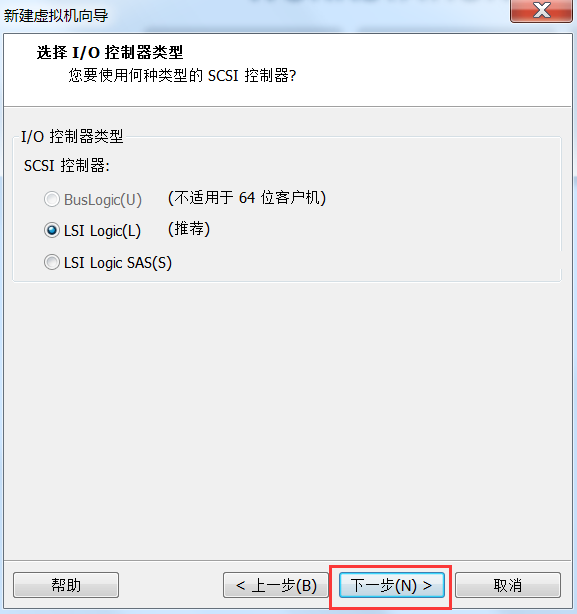 新建虚拟机向导
选择 I/O 控制器类型
您要使用何种类型的 SCSI 控制器?
I/O 控制器类型
SCSI 控制器:
BusLogic(U) (不适用于 64 位客户机)
LSI Logic(L) (推荐)
LSI Logic SAS(S)
帮助 < 上一步(B) 下一步(N) > 取消